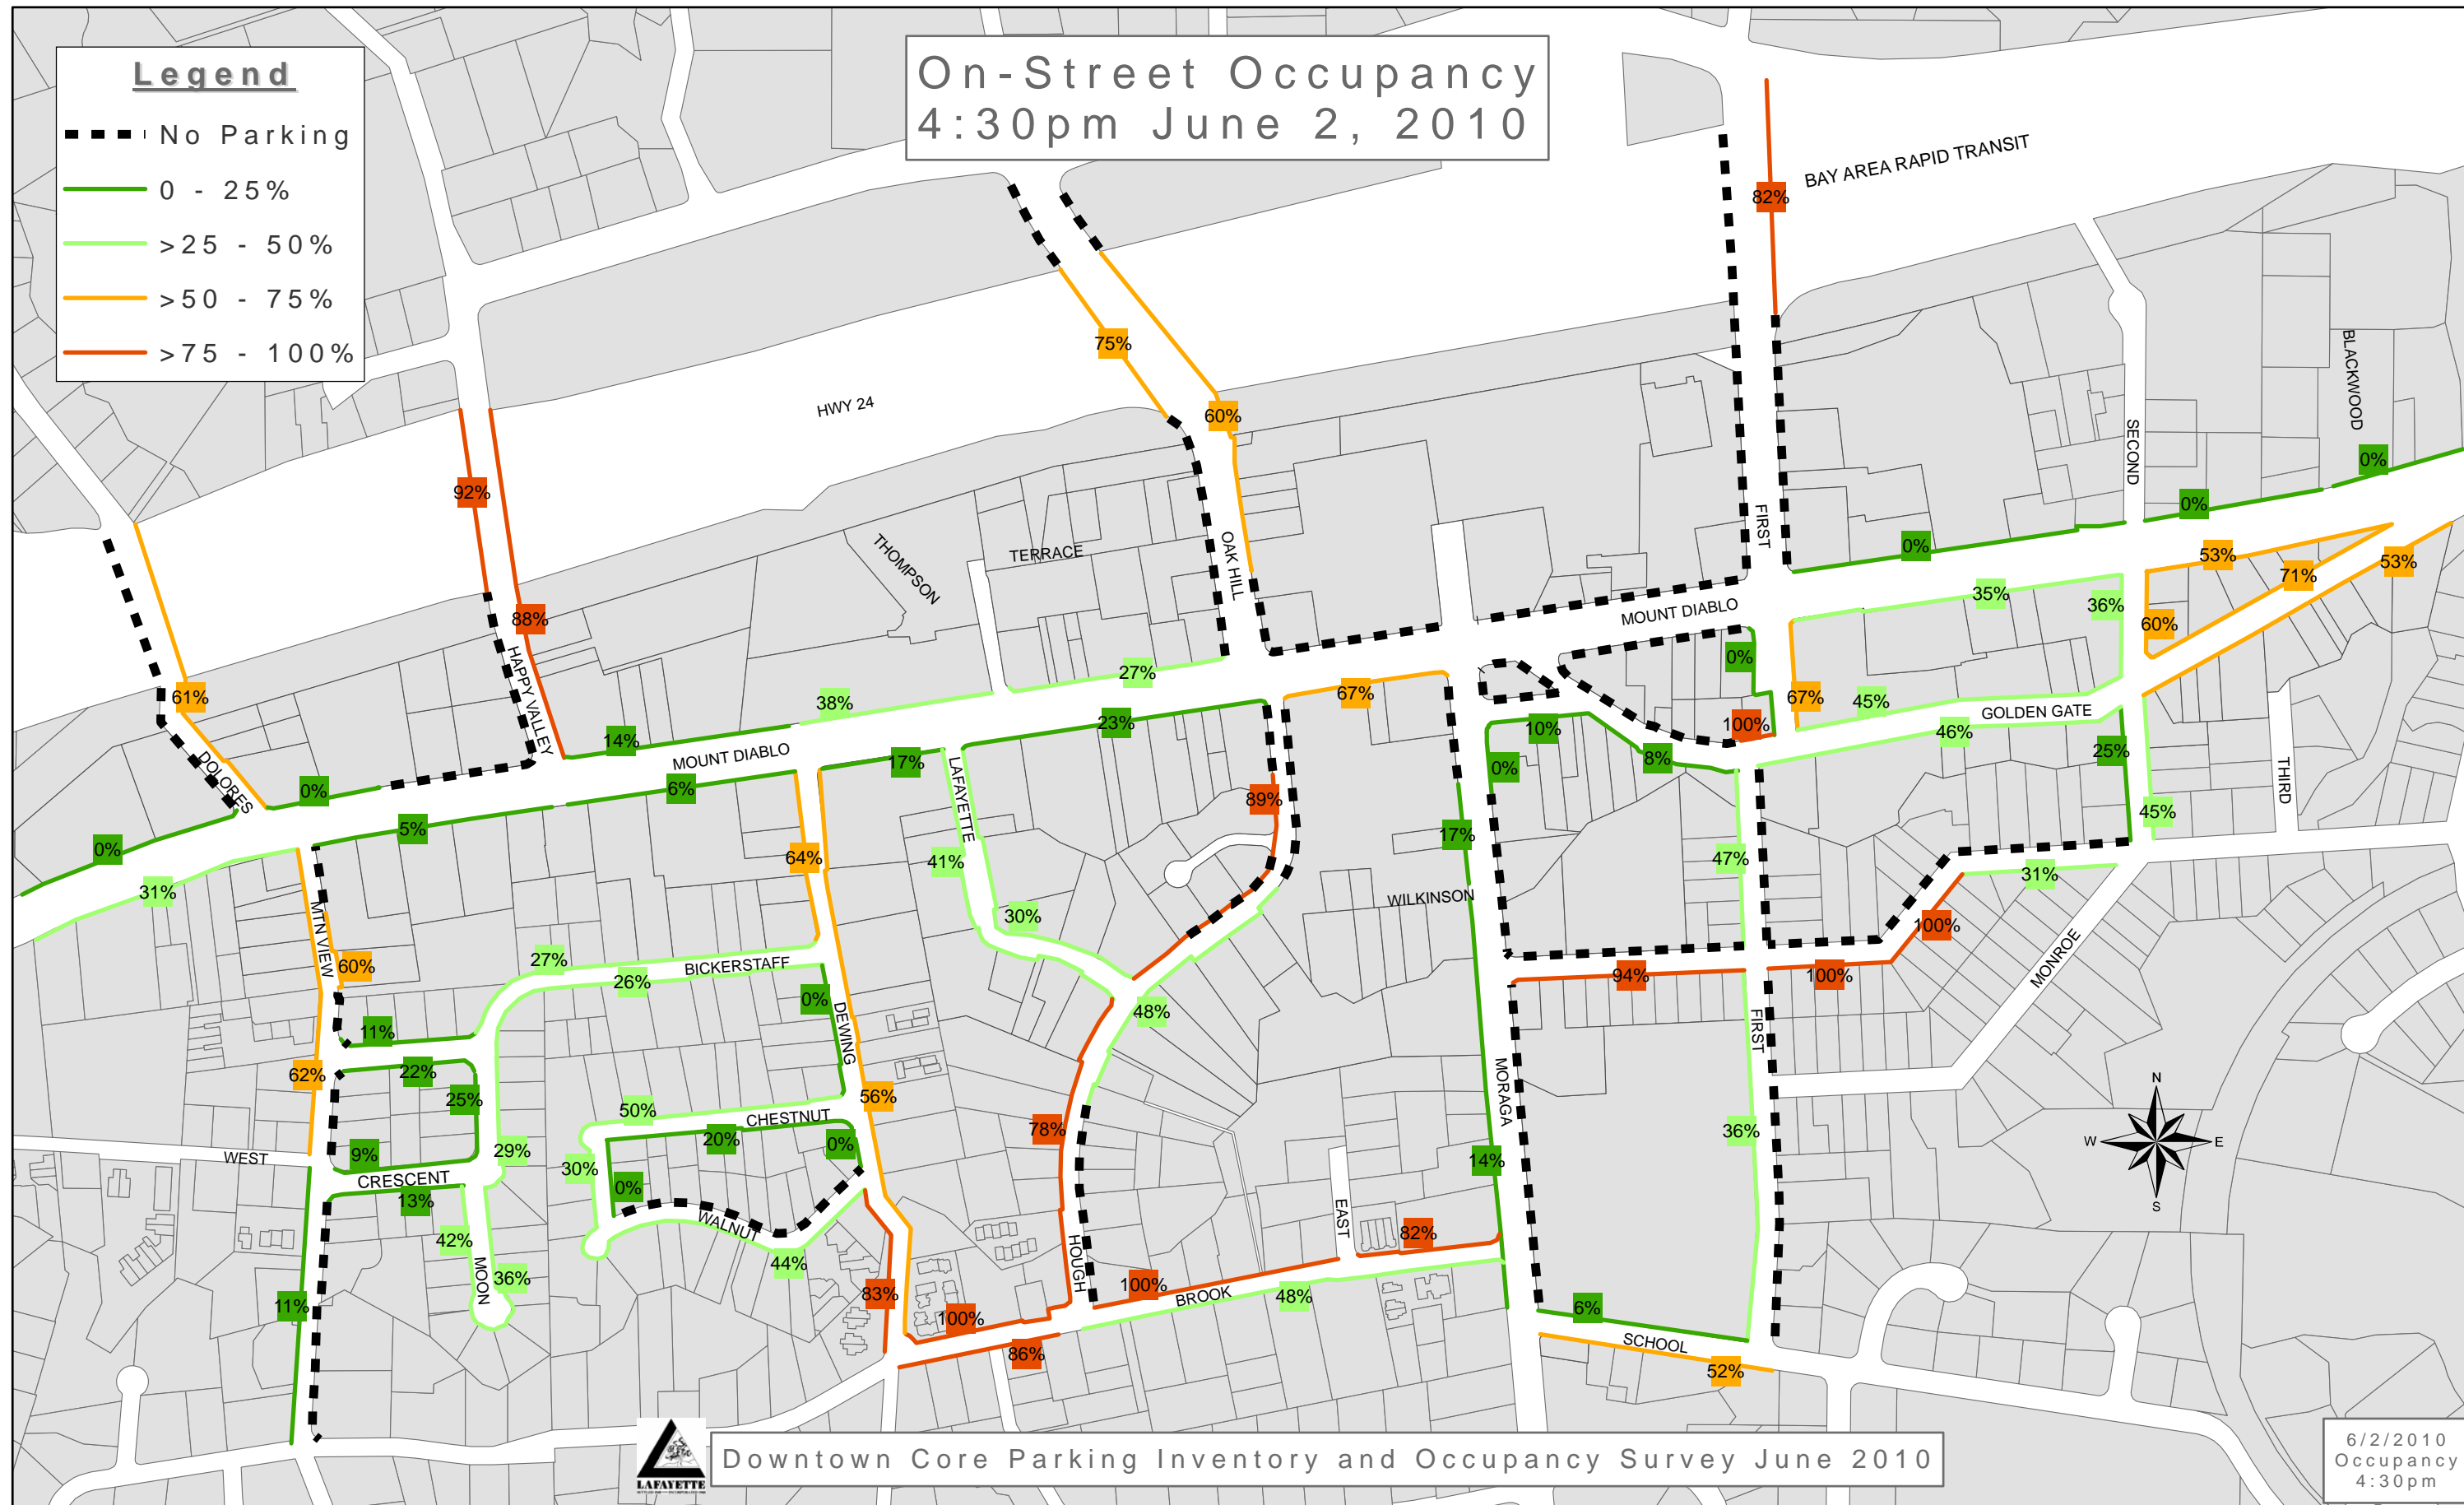 On-Street Occupancy
4:30pm June 2, 2010
Legend
No Parking
0 - 25%
>25 - 50%
>50 - 75%
>75 - 100%
BAY AREA RAPID TRANSIT
82%
75%
HWY 24
60%
BLACKWOOD
SECOND
0%
0%
92%
FIRST
0%
53%
53%
71%
THOMPSON
TERRACE
OAK HILL
35%
36%
60%
MOUNT DIABLO
88%
HAPPY VALLEY
61%
DOLORES
27%
38%
67%
0%
67%
45%
GOLDEN GATE
46%
100%
14%
MOUNT DIABLO
23%
10%
8%
25%
17%
6%
0%
0%
LAFAYETTE
89%
THIRD
45%
5%
17%
0%
64%
41%
47%
31%
31%
MTN VIEW
WILKINSON
30%
100%
60%
27%
BICKERSTAFF
26%
94%
100%
MONROE
0%
DEWING
48%
FIRST
11%
22%
62%
25%
56%
MORAGA
N
W
E
S
50%
CHESTNUT
20%
0%
78%
36%
29%
9%
WEST
30%
14%
CRESCENT
13%
0%
WALNUT
EAST
82%
42%
MOON
36%
44%
HOUGH
11%
83%
100%
BROOK
48%
6%
100%
SCHOOL
86%
52%
LAFAYETTE
Downtown Core Parking Inventory and Occupancy Survey June 2010
6/2/2010
Occupancy
4:30pm